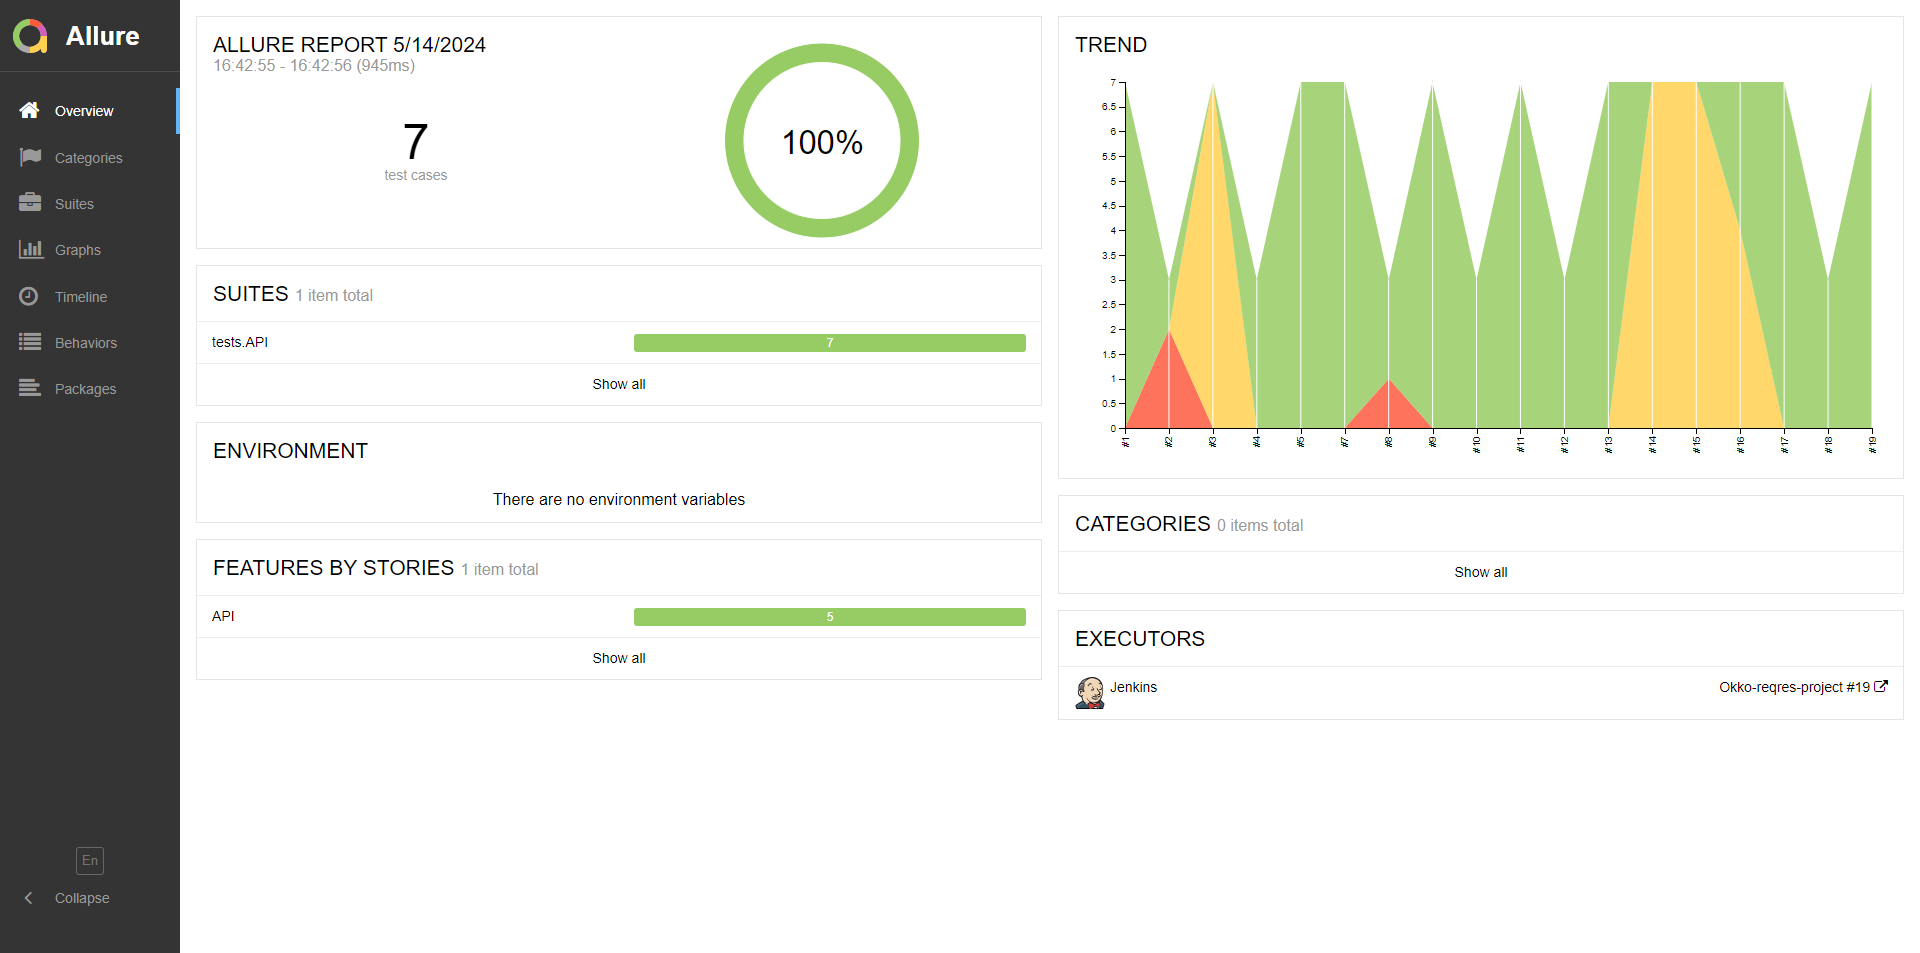 Allure
Overview
Categories
Suites
Graphs
Timeline
Behaviors
Packages
En
Collapse
ALLURE REPORT 5/14/2024
16:42:55 - 16:42:56 (945ms)
7
test cases
100%
SUITES 1 item total
tests.API 7
Show all
ENVIRONMENT
There are no environment variables
FEATURES BY STORIES 1 item total
API 5
Show all
TREND
7
6.5
6
5.5
5
4.5
4
3.5
3
2.5
2
1.5
1
0.5
0
#1 #2 #3 #4 #5 #7 #8 #9 #10 #11 #12 #13 #14 #15 #16 #17 #18 #19
CATEGORIES 0 items total
Show all
EXECUTORS
Jenkins Okko-reqres-project #19